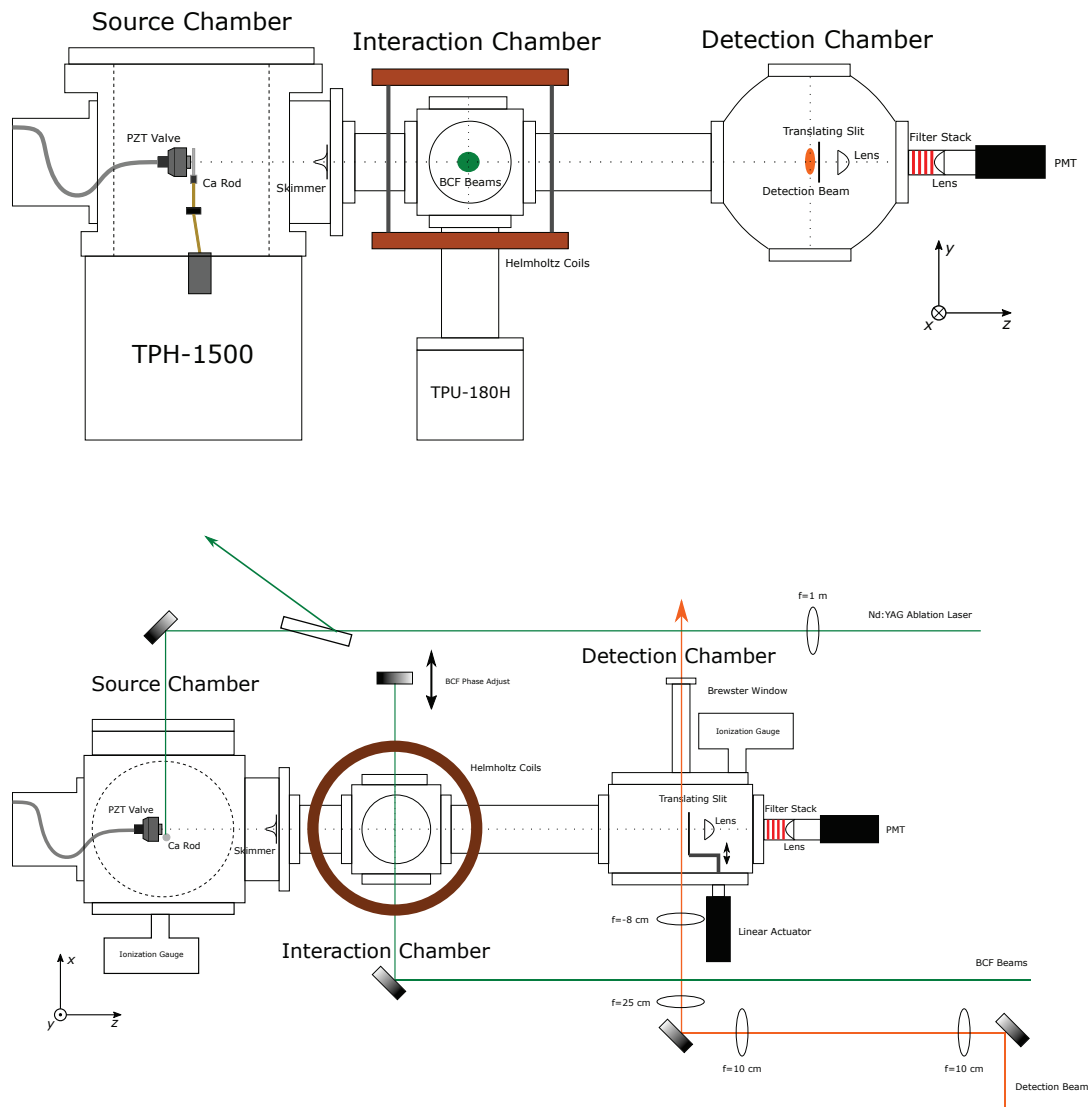 Source Chamber
Interaction Chamber
Detection Chamber
PZT Valve
Ca Rod
Skimmer
BCF Beams
Translating Slit
Lens
Detection Beam
Filter Stack
Lens
PMT
Helmholtz Coils
TPH-1500
TPU-180H
y
x
z
f=1 m
Nd:YAG Ablation Laser
Detection Chamber
Source Chamber
BCF Phase Adjust
Brewster Window
Ionization Gauge
Helmholtz Coils
PZT Valve
Ca Rod
Skimmer
Translating Slit
Lens
Filter Stack
Lens
PMT
f=-8 cm
Linear Actuator
Interaction Chamber
Ionization Gauge
BCF Beams
x
y
z
f=25 cm
f=10 cm
f=10 cm
Detection Beam